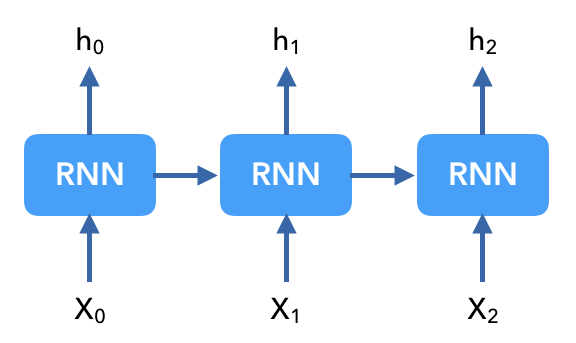 h₀ h₁ h₂
RNN RNN RNN
X₀ X₁ X₂